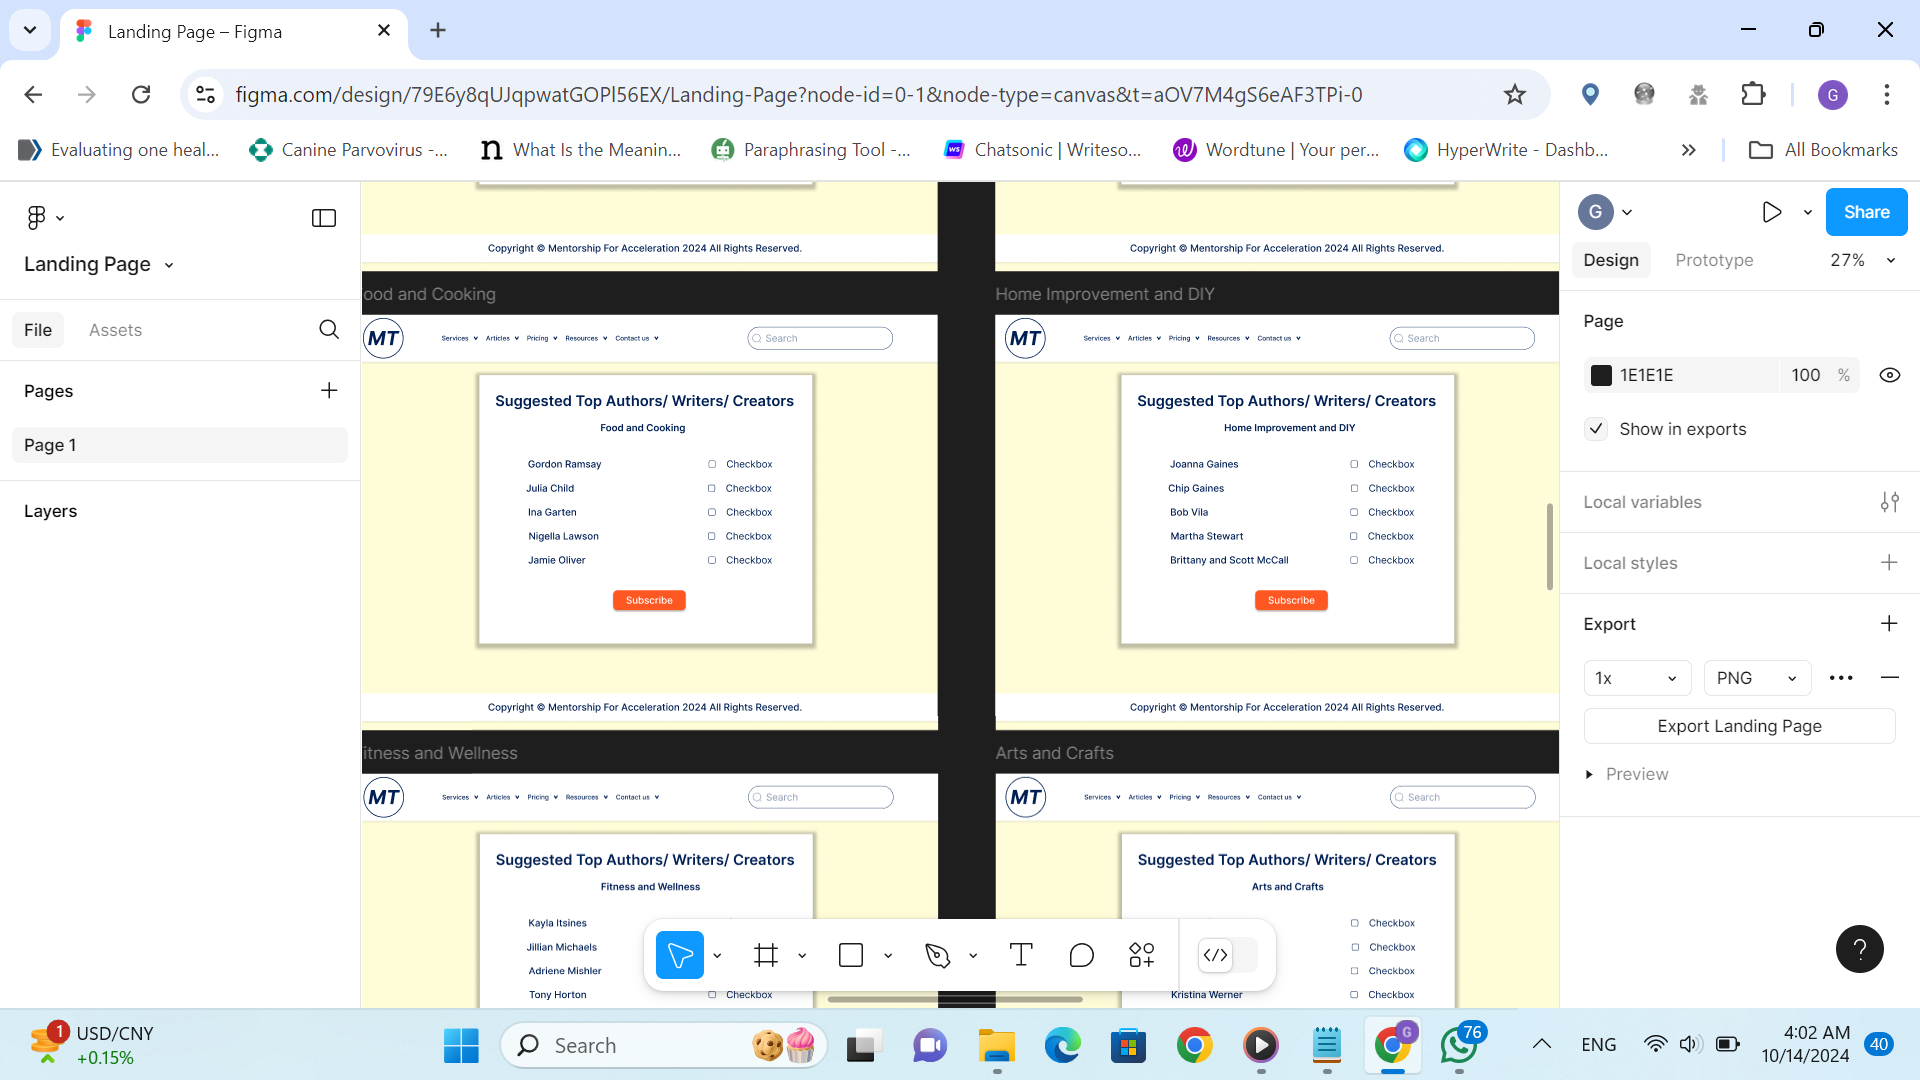 Landing Page – Figma
figma.com/design/79E6y8qUJqpwatGOPl56EX/Landing-Page?node-id=0-1&node-type=canvas&t=aOV7M4gS6eAF3TPi-0
G
Evaluating one heal...
Canine Parvovirus -...
What Is the Meanin...
Paraphrasing Tool -...
Chatsonic | Writeso...
Wordtune | Your per...
HyperWrite - Dashb...
All Bookmarks
Landing Page
File
Assets
Pages
Page 1
Layers
Copyright © Mentorship For Acceleration 2024 All Rights Reserved.
Copyright © Mentorship For Acceleration 2024 All Rights Reserved.
ood and Cooking
MT
Services Articles Pricing Resources Contact us
Search
Suggested Top Authors/ Writers/ Creators
Food and Cooking
Gordon Ramsay Checkbox
Julia Child Checkbox
Ina Garten Checkbox
Nigella Lawson Checkbox
Jamie Oliver Checkbox
Subscribe
Copyright © Mentorship For Acceleration 2024 All Rights Reserved.
Home Improvement and DIY
MT
Services Articles Pricing Resources Contact us
Search
Suggested Top Authors/ Writers/ Creators
Home Improvement and DIY
Joanna Gaines Checkbox
Chip Gaines Checkbox
Bob Vila Checkbox
Martha Stewart Checkbox
Brittany and Scott McCall Checkbox
Subscribe
Copyright © Mentorship For Acceleration 2024 All Rights Reserved.
itness and Wellness
MT
Services Articles Pricing Resources Contact us
Search
Suggested Top Authors/ Writers/ Creators
Fitness and Wellness
Kayla Itsines
Jillian Michaels
Adriene Mishler
Tony Horton Checkbox
Arts and Crafts
MT
Services Articles Pricing Resources Contact us
Search
Suggested Top Authors/ Writers/ Creators
Arts and Crafts
Checkbox
Checkbox
Checkbox
Kristina Werner Checkbox
G
Share
Design
Prototype
27%
Page
1E1E1E
100 %
Show in exports
Local variables
Local styles
Export
1x
PNG
Export Landing Page
Preview
?
1
USD/CNY
+0.15%
Search
G
76
ENG
4:02 AM
10/14/2024
40